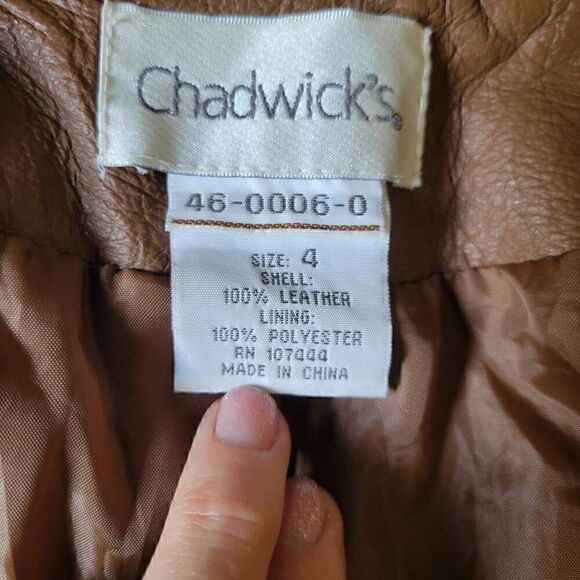 Chadwick's®
46-0006-0
SIZE: 4
SHELL:
100% LEATHER
LINING:
100% POLYESTER
RN 107444
MADE IN CHINA